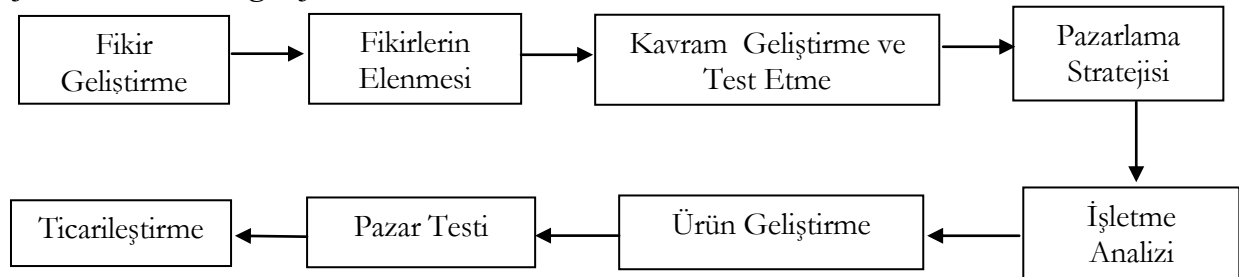 Fikir
Geliştirme
Fikirlerin
Elenmesi
Kavram Geliştirme ve
Test Etme
Pazarlama
Stratejisi
İşletme
Analizi
Ürün Geliştirme
Pazar Testi
Ticarileştirme